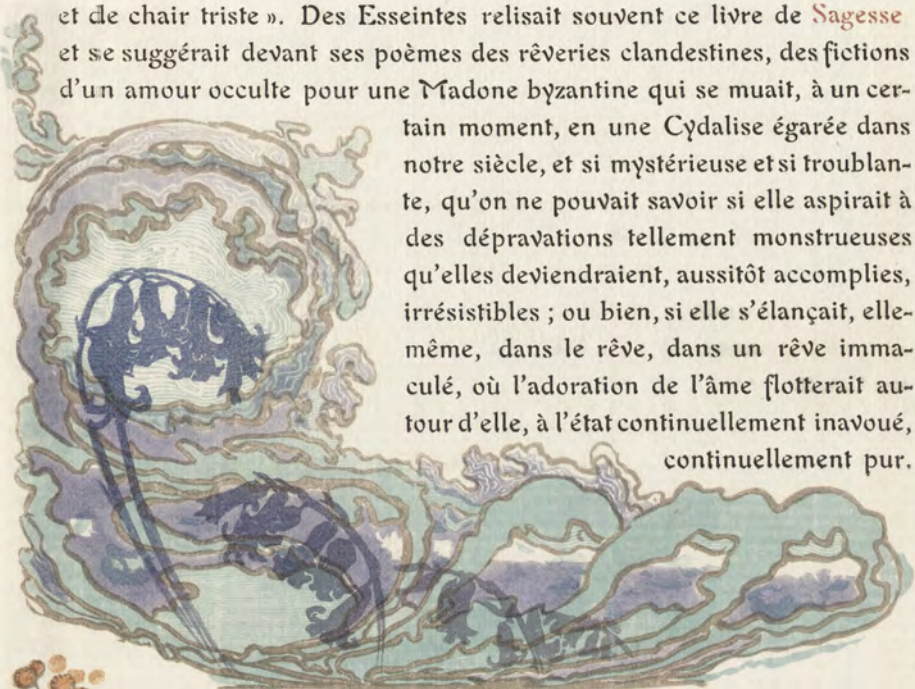 et de chair triste ». Des Esseintes relisait souvent ce livre de Sagesse
et se suggérait devant ses poèmes des rêveries clandestines, des fictions
d'un amour occulte pour une Madone byzantine qui se muait, à un cer-
tain moment, en une Cydalise égarée dans
notre siècle, et si mystérieuse et si troublan-
te, qu'on ne pouvait savoir si elle aspirait à
des dépravations tellement monstrueuses
qu'elles deviendraient, aussitôt accomplies,
irrésistibles ; ou bien, si elle s'élançait, elle-
même, dans le rêve, dans un rêve imma-
culé, où l'adoration de l'âme flotterait au-
tour d'elle, à l'état continuellement inavoué,
continuellement pur.